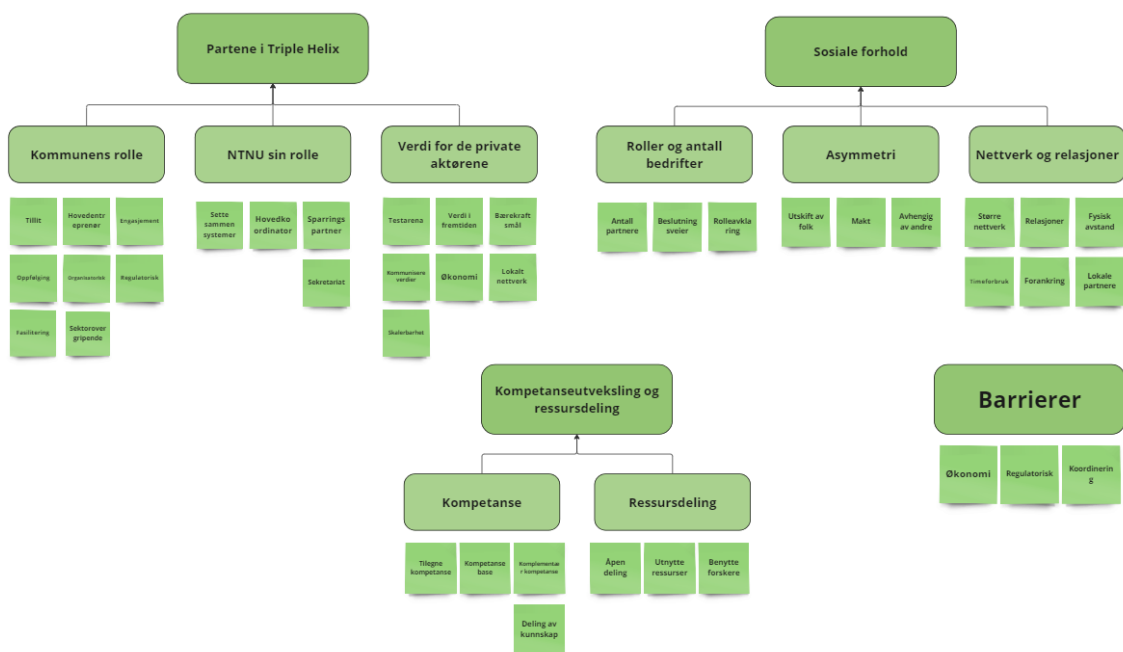 Partene i Triple Helix
Kommunens rolle
NTNU sin rolle
Verdi for de private
aktørene
Tillit
Hovedentr
eprenør
Engasjement
Oppfølging
Organisatorisk
Regulatorisk
Fasilitering
Sektorover
gripende
Sette
sammen
systemer
Hovedko
ordinator
Sparrings
partner
Sekretariat
Testarena
Verdi i
fremtiden
Bærekraft
smål
Kommunisere
verdier
Økonomi
Lokalt
nettverk
Skalerbarhet
Sosiale forhold
Roller og antall
bedrifter
Asymmetri
Nettverk og relasjoner
Antall
partnere
Beslutning
sveier
Rolleavkla
ring
Utskift av
folk
Makt
Avhengig
av andre
Større
nettverk
Relasjoner
Fysisk
avstand
Timeforbruk
Forankring
Lokale
partnere
Kompetanseutveksling og
ressursdeling
Kompetanse
Ressursdeling
Tilegne
kompetanse
Kompetanse
base
Komplementæ
r kompetanse
Deling av
kunnskap
Åpen
deling
Utnytte
ressurser
Benytte
forskere
Barrierer
Økonomi
Regulatorisk
Koordinerin
g